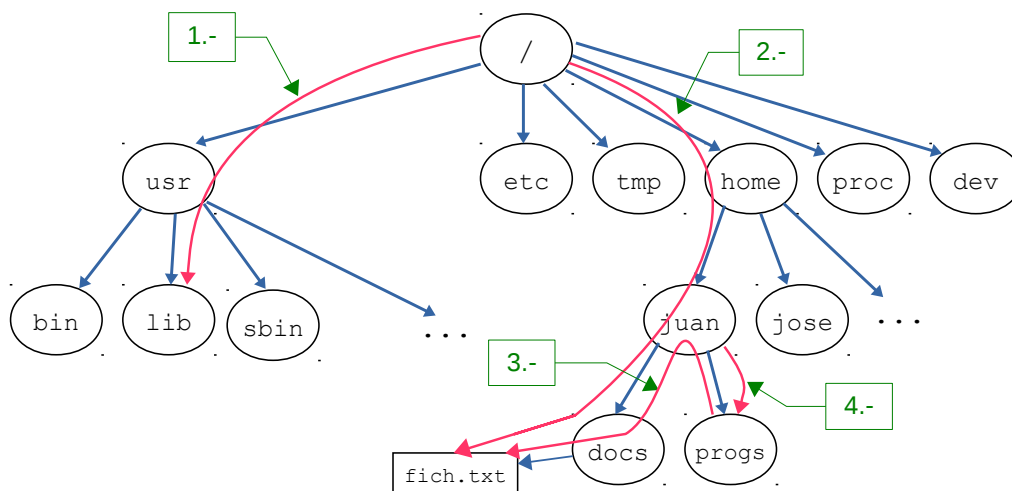 1.-
/
2.-
usr
etc
tmp
home
proc
dev
bin
lib
sbin
...
juan
jose
...
3.-
4.-
docs
progs
fich.txt